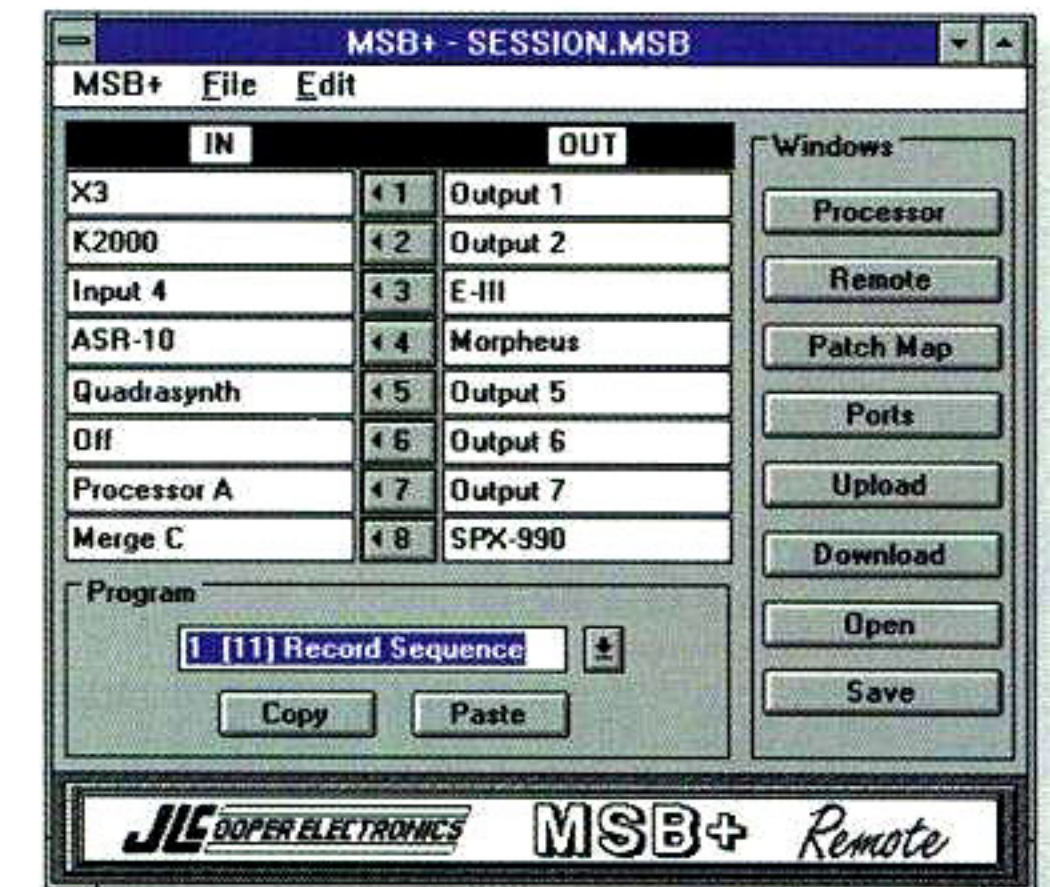 MSB+ - SESSION.MSB
MSB+ File Edit
IN OUT
X3 1 Output 1
K2000 2 Output 2
Input 4 3 E-III
ASR-10 4 Morpheus
Quadrasynth 5 Output 5
Off 6 Output 6
Processor A 7 Output 7
Merge C 8 SPX-990
Program
1 [11] Record Sequence
Copy Paste
Windows
Processor
Remote
Patch Map
Ports
Upload
Download
Open
Save
JLCOOPER ELECTRONICS MSB+ Remote